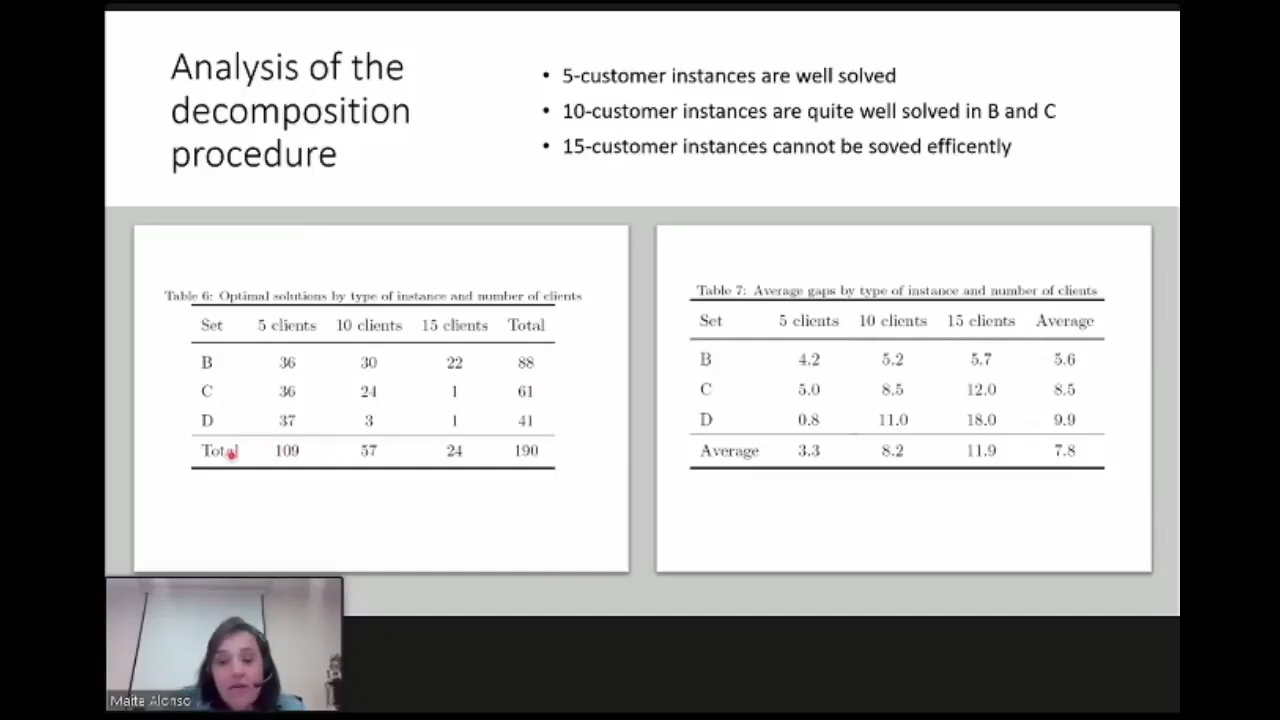 Analysis of the
decomposition
procedure
• 5-customer instances are well solved
• 10-customer instances are quite well solved in B and C
• 15-customer instances cannot be soved efficently
Table 6: Optimal solutions by type of instance and number of clients
Set 5 clients 10 clients 15 clients Total
B 36 30 22 88
C 36 24 1 61
D 37 3 1 41
Total 109 57 24 190
Table 7: Average gaps by type of instance and number of clients
Set 5 clients 10 clients 15 clients Average
B 4.2 5.2 5.7 5.6
C 5.0 8.5 12.0 8.5
D 0.8 11.0 18.0 9.9
Average 3.3 8.2 11.9 7.8
Maite Alonso